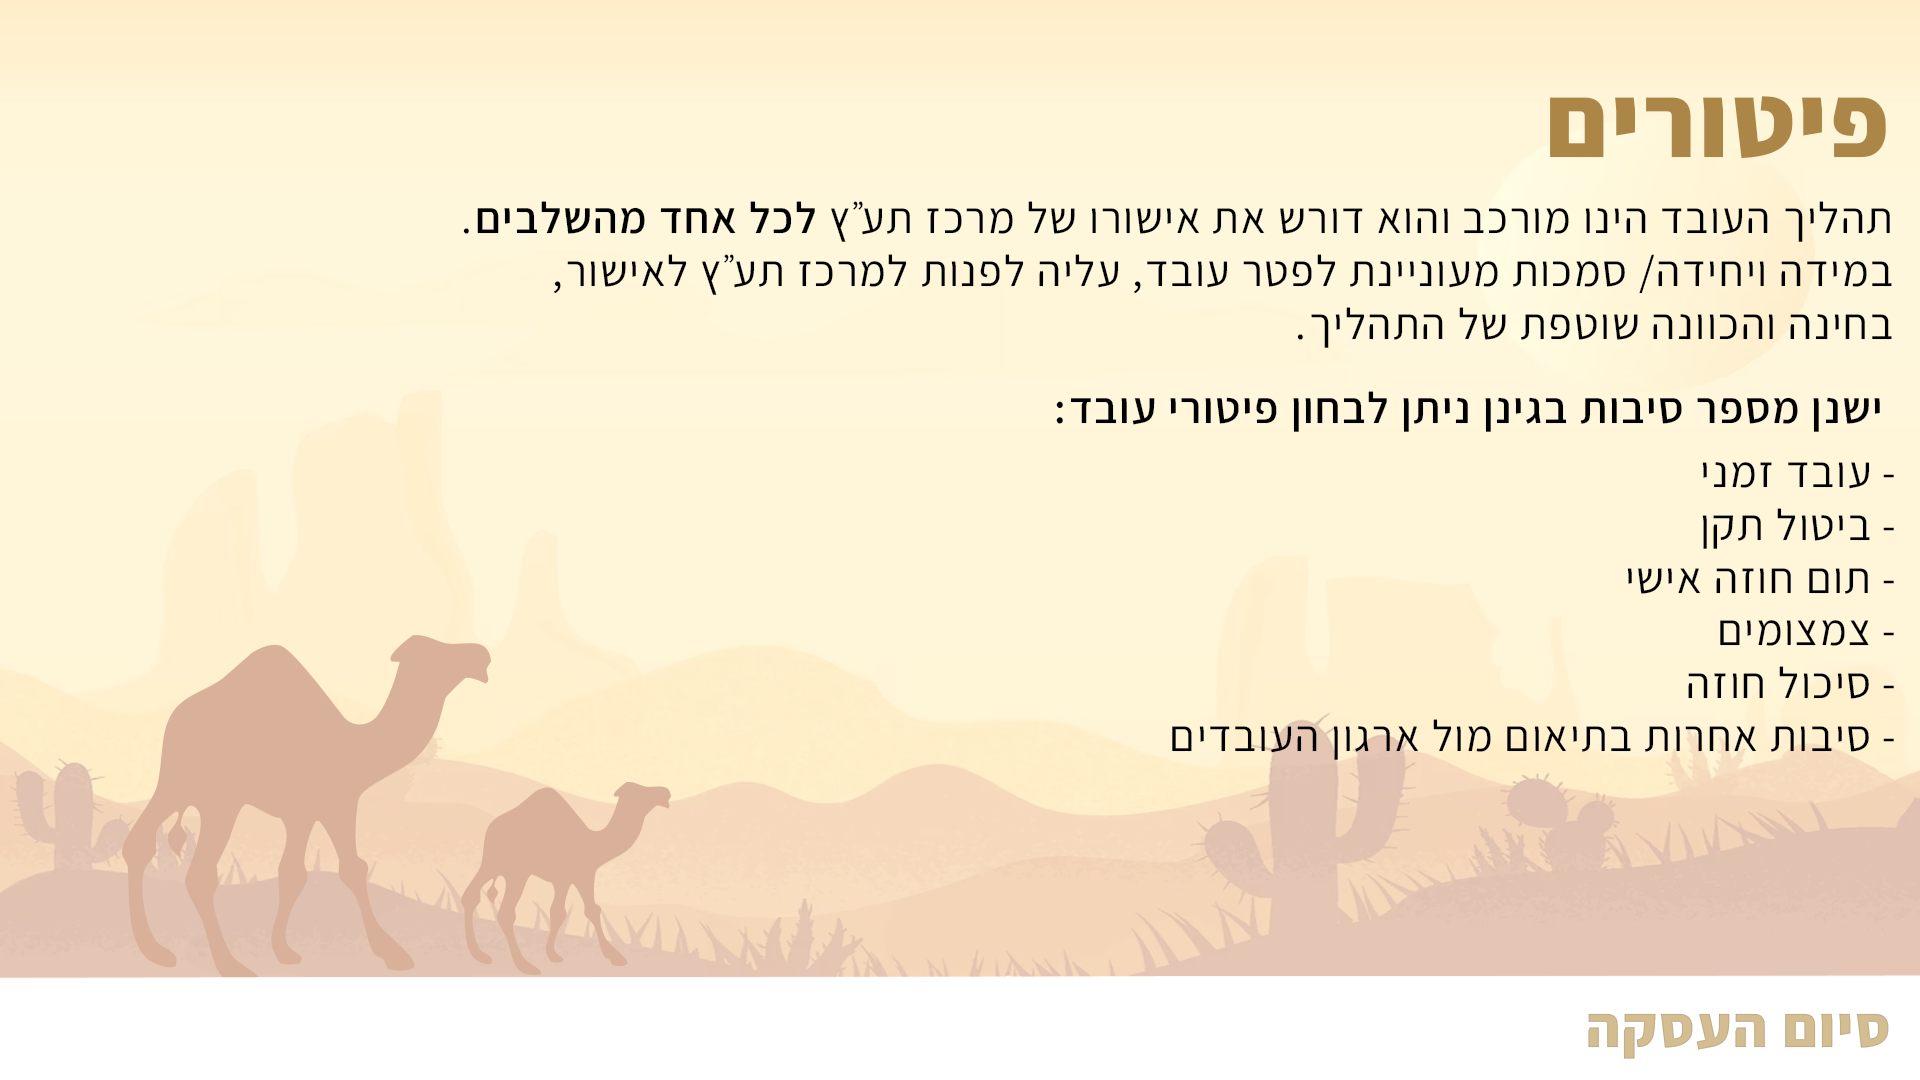 פיטורים
תהליך העובד הינו מורכב והוא דורש את אישורו של מרכז תע"ץ לכל אחד מהשלבים.
במידה ויחידה/ סמכות מעוניינת לפטר עובד, עליה לפנות למרכז תע"ץ לאישור,
בחינה והכוונה שוטפת של התהליך.
ישנן מספר סיבות בגינן ניתן לבחון פיטורי עובד:
- עובד זמני
- ביטול תקן
- תום חוזה אישי
- צמצומים
- סיכול חוזה
- סיבות אחרות בתיאום מול ארגון העובדים
סיום העסקה